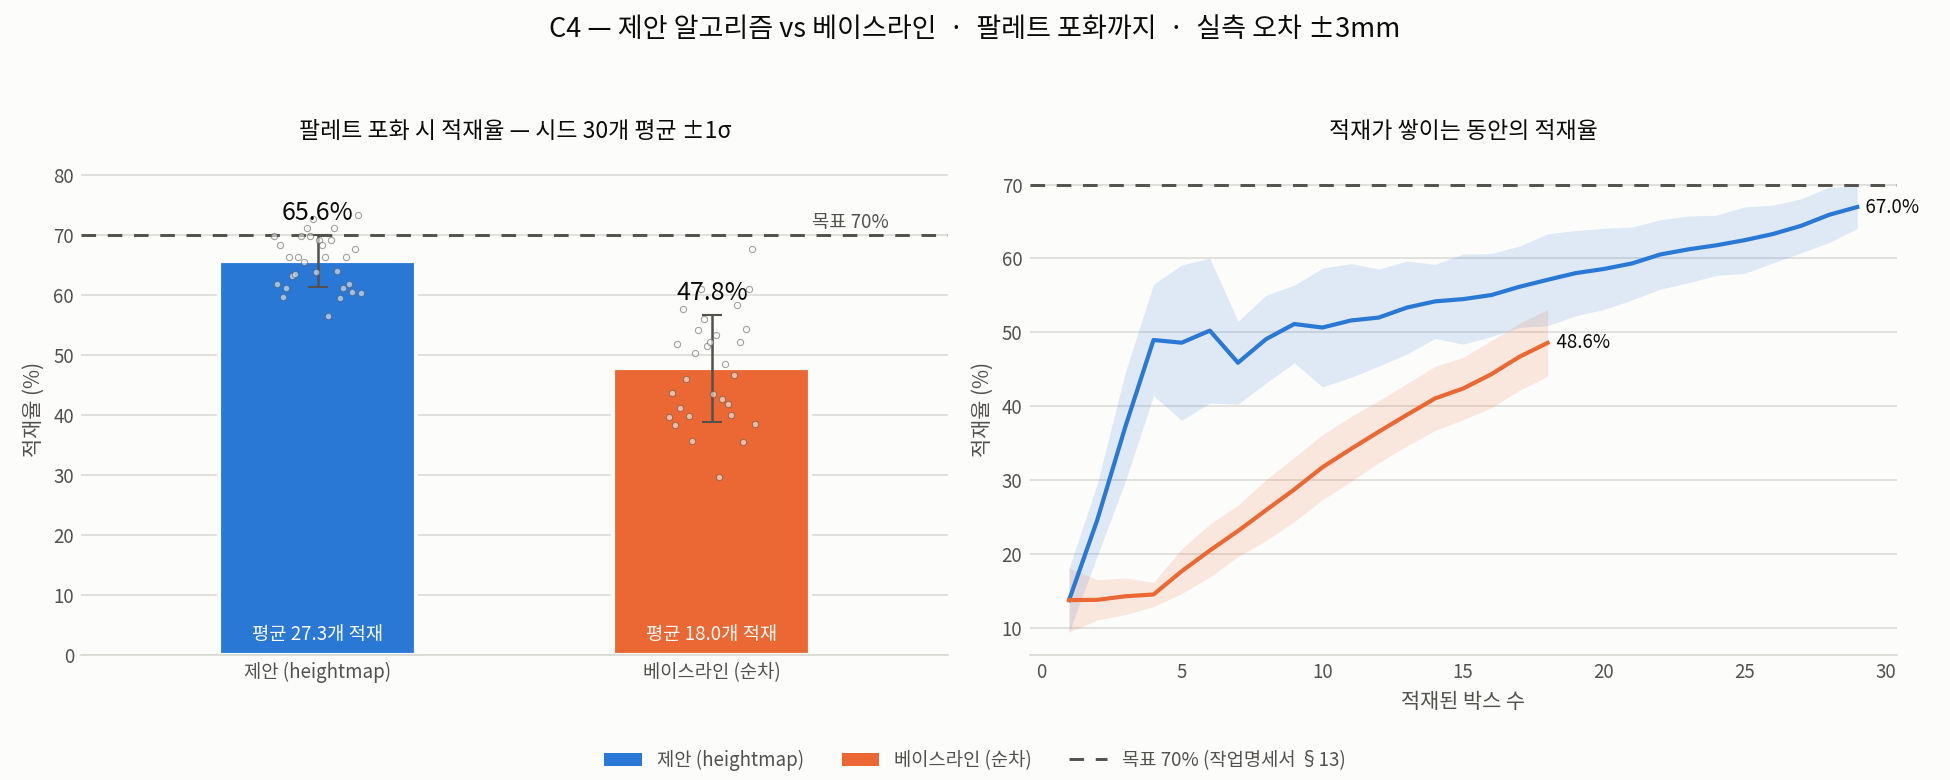 C4 — 제안 알고리즘 vs 베이스라인 · 팔레트 포화까지 · 실측 오차 ±3mm
팔레트 포화 시 적재율 — 시드 30개 평균 ±1σ
적재율 (%)
80
70
60
50
40
30
20
10
0
65.6%
47.8%
목표 70%
평균 27.3개 적재
평균 18.0개 적재
제안 (heightmap)
베이스라인 (순차)
적재가 쌓이는 동안의 적재율
적재율 (%)
70
60
50
40
30
20
10
67.0%
48.6%
0 5 10 15 20 25 30
적재된 박스 수
제안 (heightmap) 베이스라인 (순차) 목표 70% (작업명세서 §13)